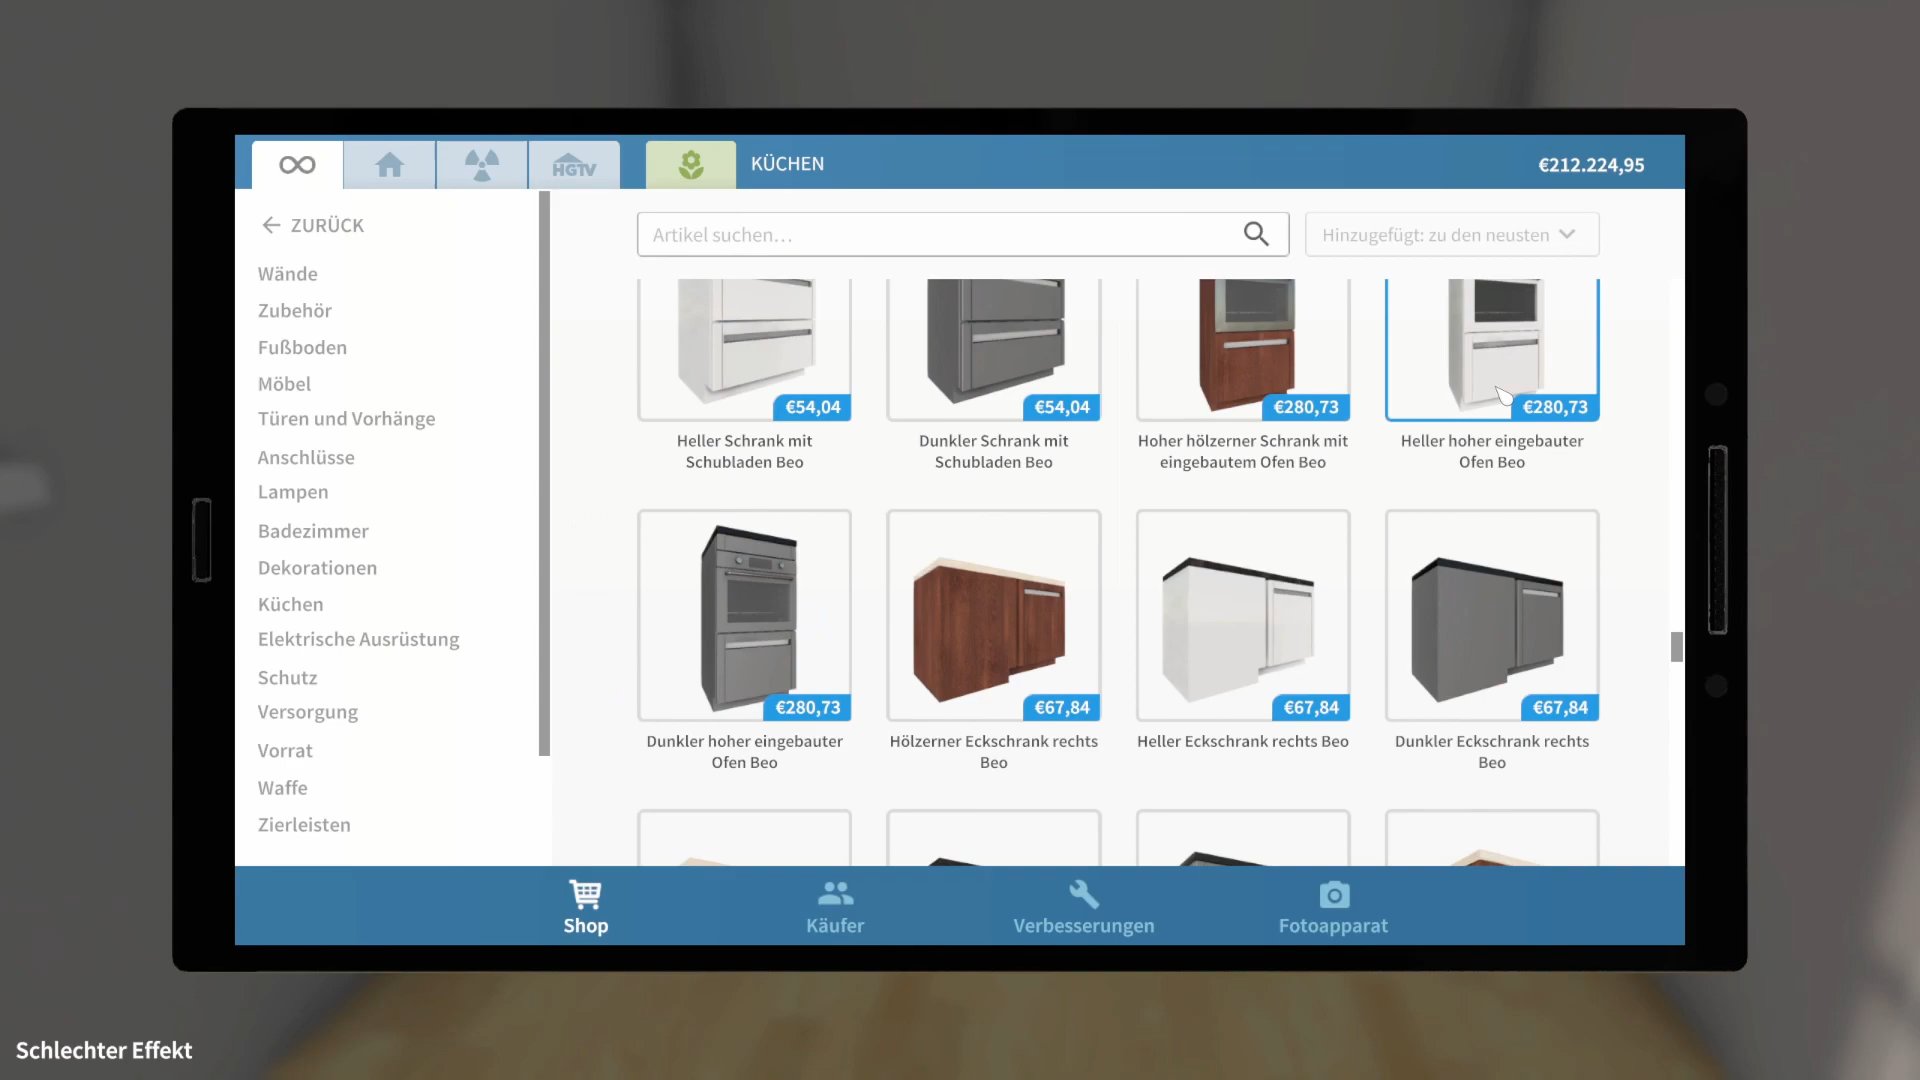 HGTV
KÜCHEN
€212.224,95
ZURÜCK
Wände
Zubehör
Fußboden
Möbel
Türen und Vorhänge
Anschlüsse
Lampen
Badezimmer
Dekorationen
Küchen
Elektrische Ausrüstung
Schutz
Versorgung
Vorrat
Waffe
Zierleisten
Artikel suchen…
Hinzugefügt: zu den neusten
€54,04
€54,04
€280,73
€280,73
Heller Schrank mit
Schubladen Beo
Dunkler Schrank mit
Schubladen Beo
Hoher hölzerner Schrank mit
eingebautem Ofen Beo
Heller hoher eingebauter
Ofen Beo
€280,73
€67,84
€67,84
€67,84
Dunkler hoher eingebauter
Ofen Beo
Hölzerner Eckschrank rechts
Beo
Heller Eckschrank rechts Beo
Dunkler Eckschrank rechts
Beo
Shop
Käufer
Verbesserungen
Fotoapparat
Schlechter Effekt